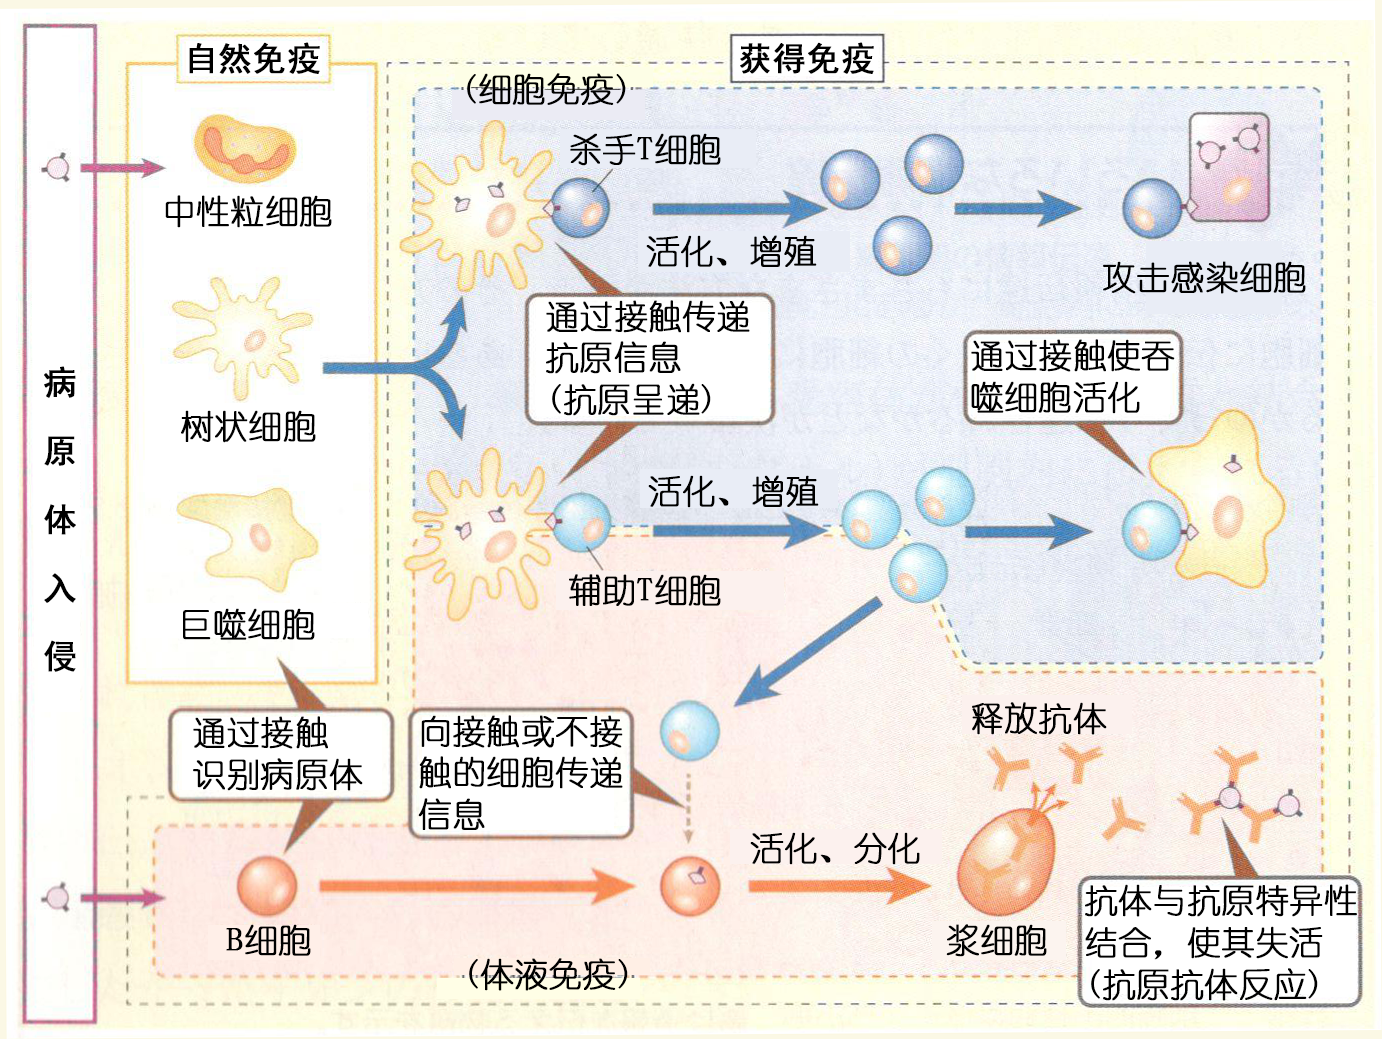 自然免疫
获得免疫
(细胞免疫)
病原体入侵
中性粒细胞
树状细胞
巨噬细胞
杀手T细胞
活化、增殖
攻击感染细胞
通过接触传递
抗原信息
(抗原呈递)
通过接触使吞
噬细胞活化
活化、增殖
辅助T细胞
通过接触
识别病原体
向接触或不接
触的细胞传递
信息
释放抗体
活化、分化
B细胞
浆细胞
抗体与抗原特异性
结合，使其失活
(抗原抗体反应)
(体液免疫)